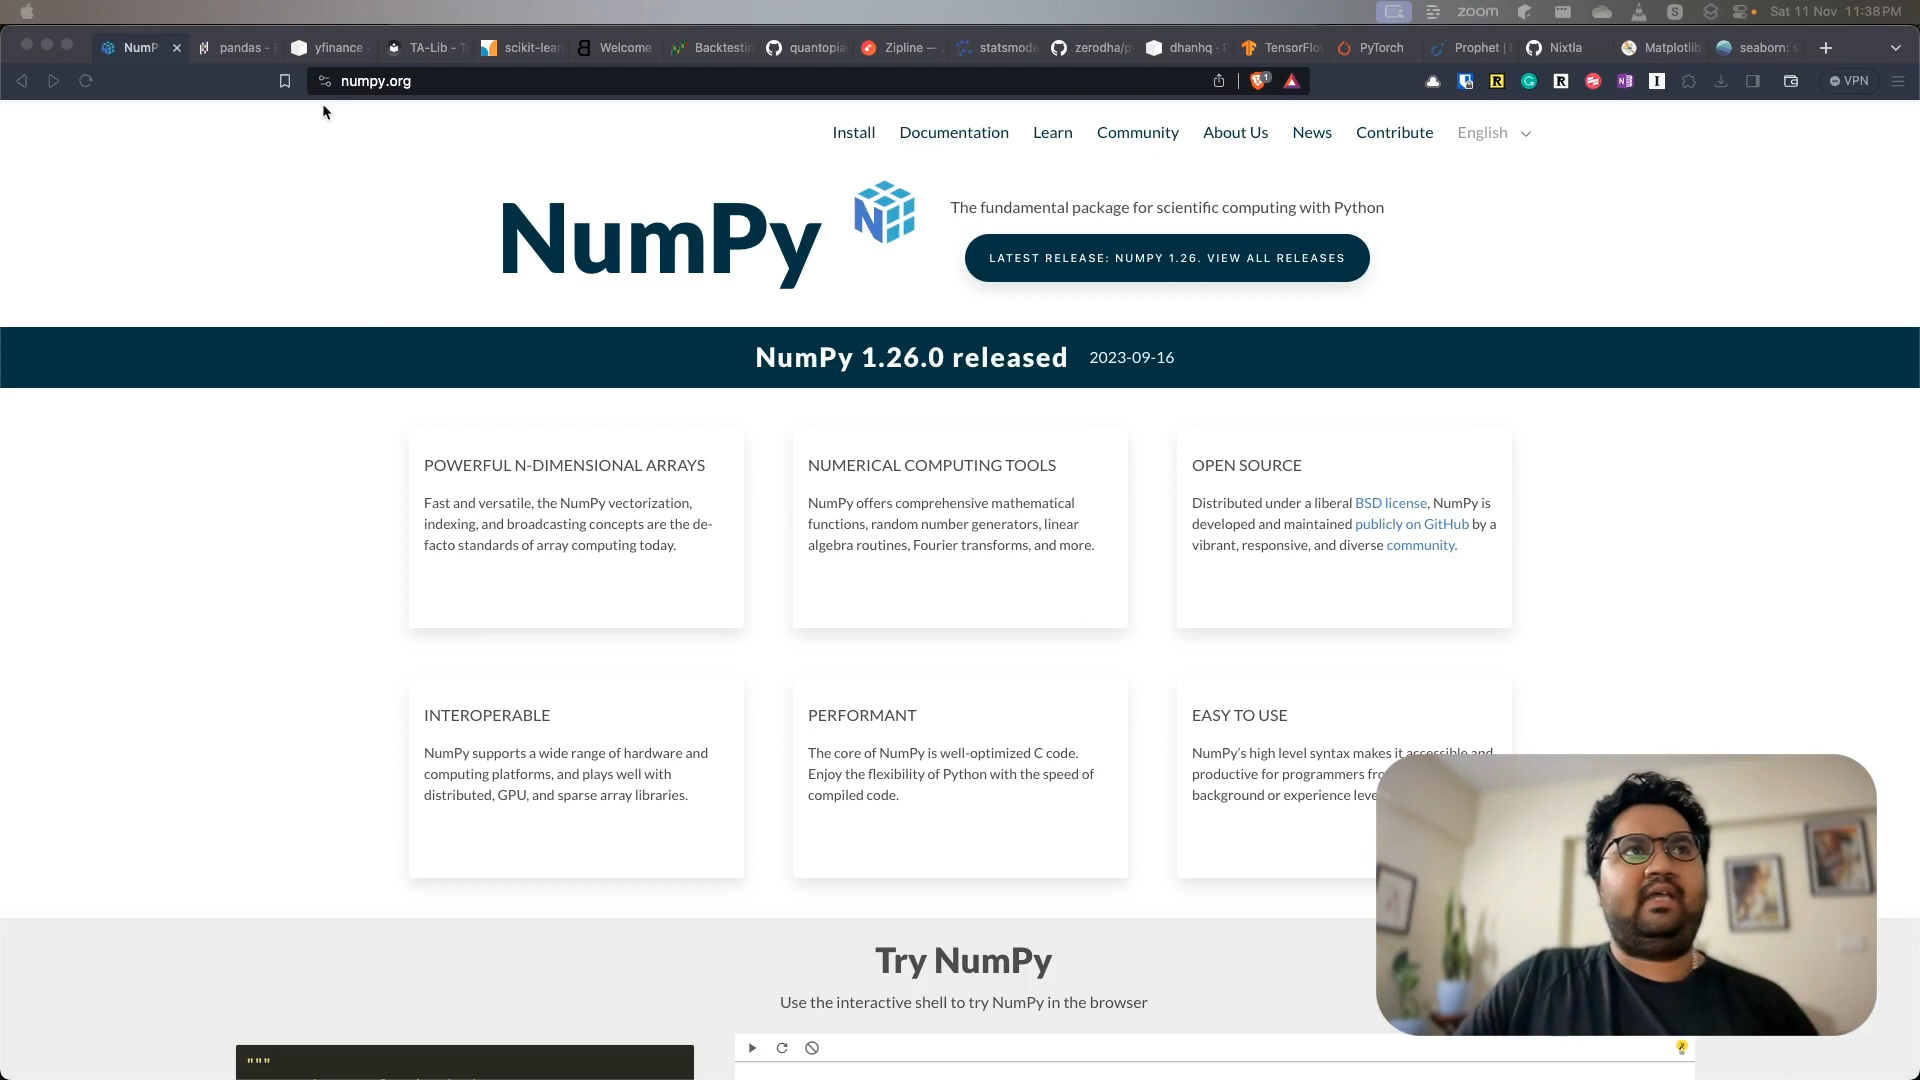 zoom
S
Sat 11 Nov 11:38PM
NumP
pandas -
yfinance
TA-Lib -
scikit-lear
Welcome
Backtestin
quantopia
Zipline —
statsmode
zerodha/p
dhanhq -
TensorFlo
PyTorch
Prophet |
Nixtla
Matplotlib
seaborn: s
numpy.org
1
VPN
Install Documentation Learn Community About Us News Contribute English
NumPy
The fundamental package for scientific computing with Python
LATEST RELEASE: NUMPY 1.26. VIEW ALL RELEASES
NumPy 1.26.0 released 2023-09-16
POWERFUL N-DIMENSIONAL ARRAYS
Fast and versatile, the NumPy vectorization,
indexing, and broadcasting concepts are the de-
facto standards of array computing today.
NUMERICAL COMPUTING TOOLS
NumPy offers comprehensive mathematical
functions, random number generators, linear
algebra routines, Fourier transforms, and more.
OPEN SOURCE
Distributed under a liberal BSD license, NumPy is
developed and maintained publicly on GitHub by a
vibrant, responsive, and diverse community.
INTEROPERABLE
NumPy supports a wide range of hardware and
computing platforms, and plays well with
distributed, GPU, and sparse array libraries.
PERFORMANT
The core of NumPy is well-optimized C code.
Enjoy the flexibility of Python with the speed of
compiled code.
EASY TO USE
NumPy's high level syntax makes it accessible and
productive for programmers fro
background or experience leve
Try NumPy
Use the interactive shell to try NumPy in the browser
"""